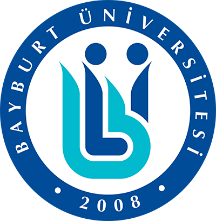 BAYBURT ÜNİVERSİTESİ
• 2008 •